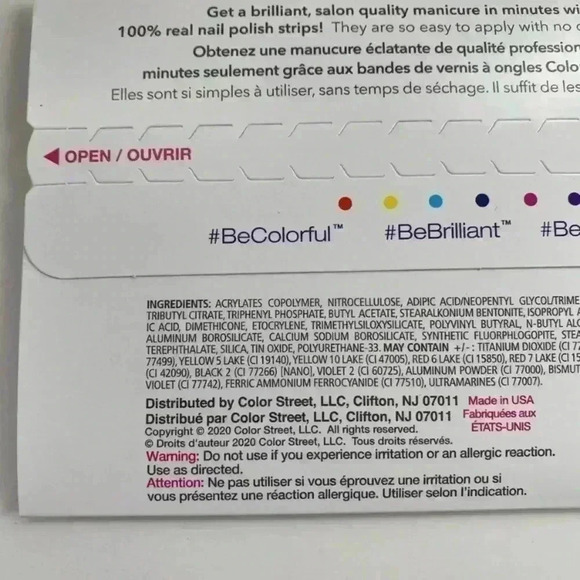 Get a brilliant, salon quality manicure in minutes wi
100% real nail polish strips! They are so easy to apply with no
Obtenez une manucure éclatante de qualité profession
minutes seulement grâce aux bandes de vernis à ongles Colo
Elles sont si simples à utiliser, sans temps de séchage. Il suffit de les
OPEN / OUVRIR
#BeColorful™ #BeBrilliant™ #Be
INGREDIENTS: ACRYLATES COPOLYMER, NITROCELLULOSE, ADIPIC ACID/NEOPENTYL GLYCOL/TRIME
TRIBUTYL CITRATE, TRIPHENYL PHOSPHATE, BUTYL ACETATE, STEARALKONIUM BENTONITE, ISOPROPYL A
IC ACID, DIMETHICONE, ETOCRYLENE, TRIMETHYLSILOXYSILICATE, POLYVINYL BUTYRAL, N-BUTYL ALC
ALUMINUM BOROSILICATE, CALCIUM SODIUM BOROSILICATE, SYNTHETIC FLUORPHLOGOPITE, STEA
TEREPHTHALATE, SILICA, TIN OXIDE, POLYURETHANE-33. MAY CONTAIN +/- : TITANIUM DIOXIDE (CI 77
77499), YELLOW 5 LAKE (CI 19140), YELLOW 10 LAKE (CI 47005), RED 6 LAKE (CI 15850), RED 7 LAKE (CI 15
(CI 42090), BLACK 2 (CI 77266) [NANO], VIOLET 2 (CI 60725), ALUMINUM POWDER (CI 77000), BISMUT
VIOLET (CI 77742), FERRIC AMMONIUM FERROCYANIDE (CI 77510), ULTRAMARINES (CI 77007).
Distributed by Color Street, LLC, Clifton, NJ 07011 Made in USA
Distribué par Color Street, LLC, Clifton, NJ 07011 Fabriquées aux
Copyright © 2020 Color Street, LLC. All rights reserved. ÉTATS-UNIS
© Droits d'auteur 2020 Color Street, LLC. Tous droits réservés.
Warning: Do not use if you experience irritation or an allergic reaction.
Use as directed.
Attention: Ne pas utiliser si vous éprouvez une irritation ou si
vous présentez une réaction allergique. Utiliser selon l'indication.